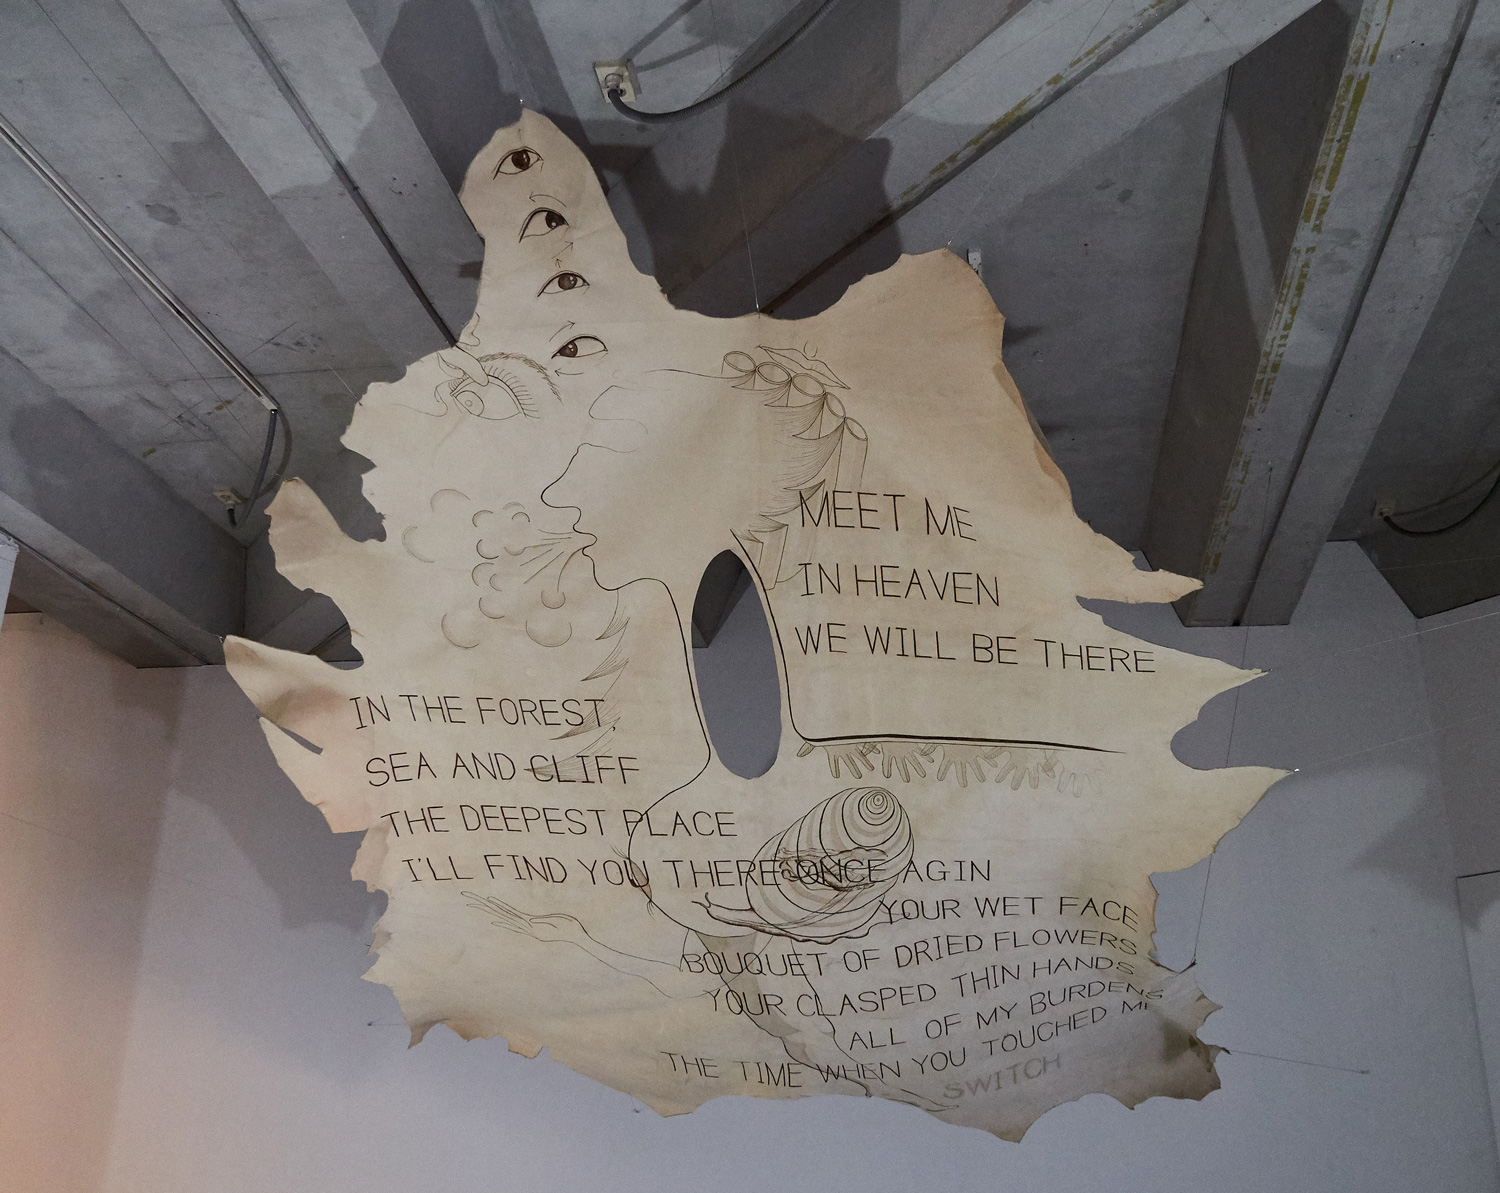 MEET ME
IN HEAVEN
WE WILL BE THERE
IN THE FOREST,
SEA AND CLIFF
THE DEEPEST PLACE
I'LL FIND YOU THERE ONCE AGIN
YOUR WET FACE
BOUQUET OF DRIED FLOWERS
YOUR CLASPED THIN HANDS
ALL OF MY BURDENS
THE TIME WHEN YOU TOUCHED ME
SWITCH